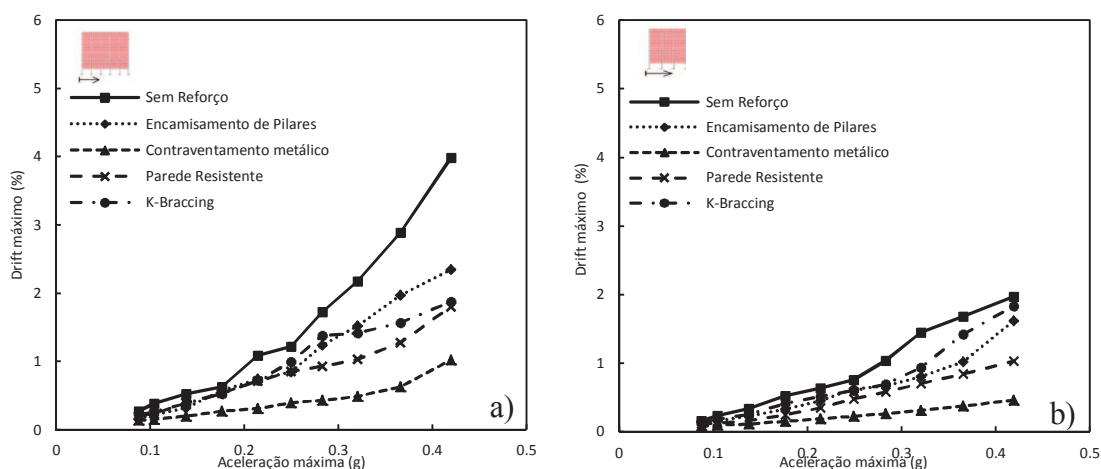 6
5
4
3
2
1
0
Drift máximo (%)
Sem Reforço
Encamisamento de Pilares
Contraventamento metálico
Parede Resistente
K-Braccing
a)
0
0.1
0.2
0.3
0.4
0.5
Aceleração máxima (g)
6
5
4
3
2
1
0
Drift máximo (%)
Sem Reforço
Encamisamento de Pilares
Contraventamento metálico
Parede Resistente
K-Braccing
b)
0
0.1
0.2
0.3
0.4
0.5
Aceleração máxima (g)